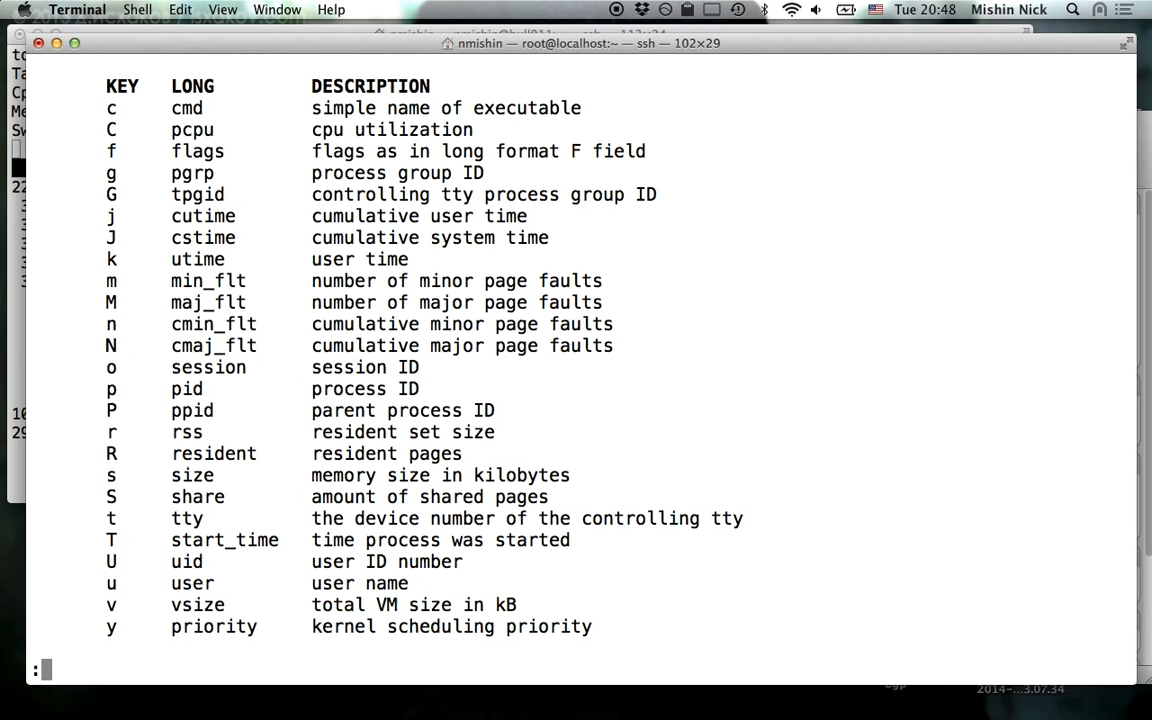 Terminal Shell Edit View Window Help Tue 20:48 Mishin Nick
nmishin — root@localhost:~ — ssh — 102×29
KEY LONG DESCRIPTION
c cmd simple name of executable
C pcpu cpu utilization
f flags flags as in long format F field
g pgrp process group ID
G tpgid controlling tty process group ID
j cutime cumulative user time
J cstime cumulative system time
k utime user time
m min_flt number of minor page faults
M maj_flt number of major page faults
n cmin_flt cumulative minor page faults
N cmaj_flt cumulative major page faults
o session session ID
p pid process ID
P ppid parent process ID
r rss resident set size
R resident resident pages
s size memory size in kilobytes
S share amount of shared pages
t tty the device number of the controlling tty
T start_time time process was started
U uid user ID number
u user user name
v vsize total VM size in kB
y priority kernel scheduling priority
:
2014-...3.07.34